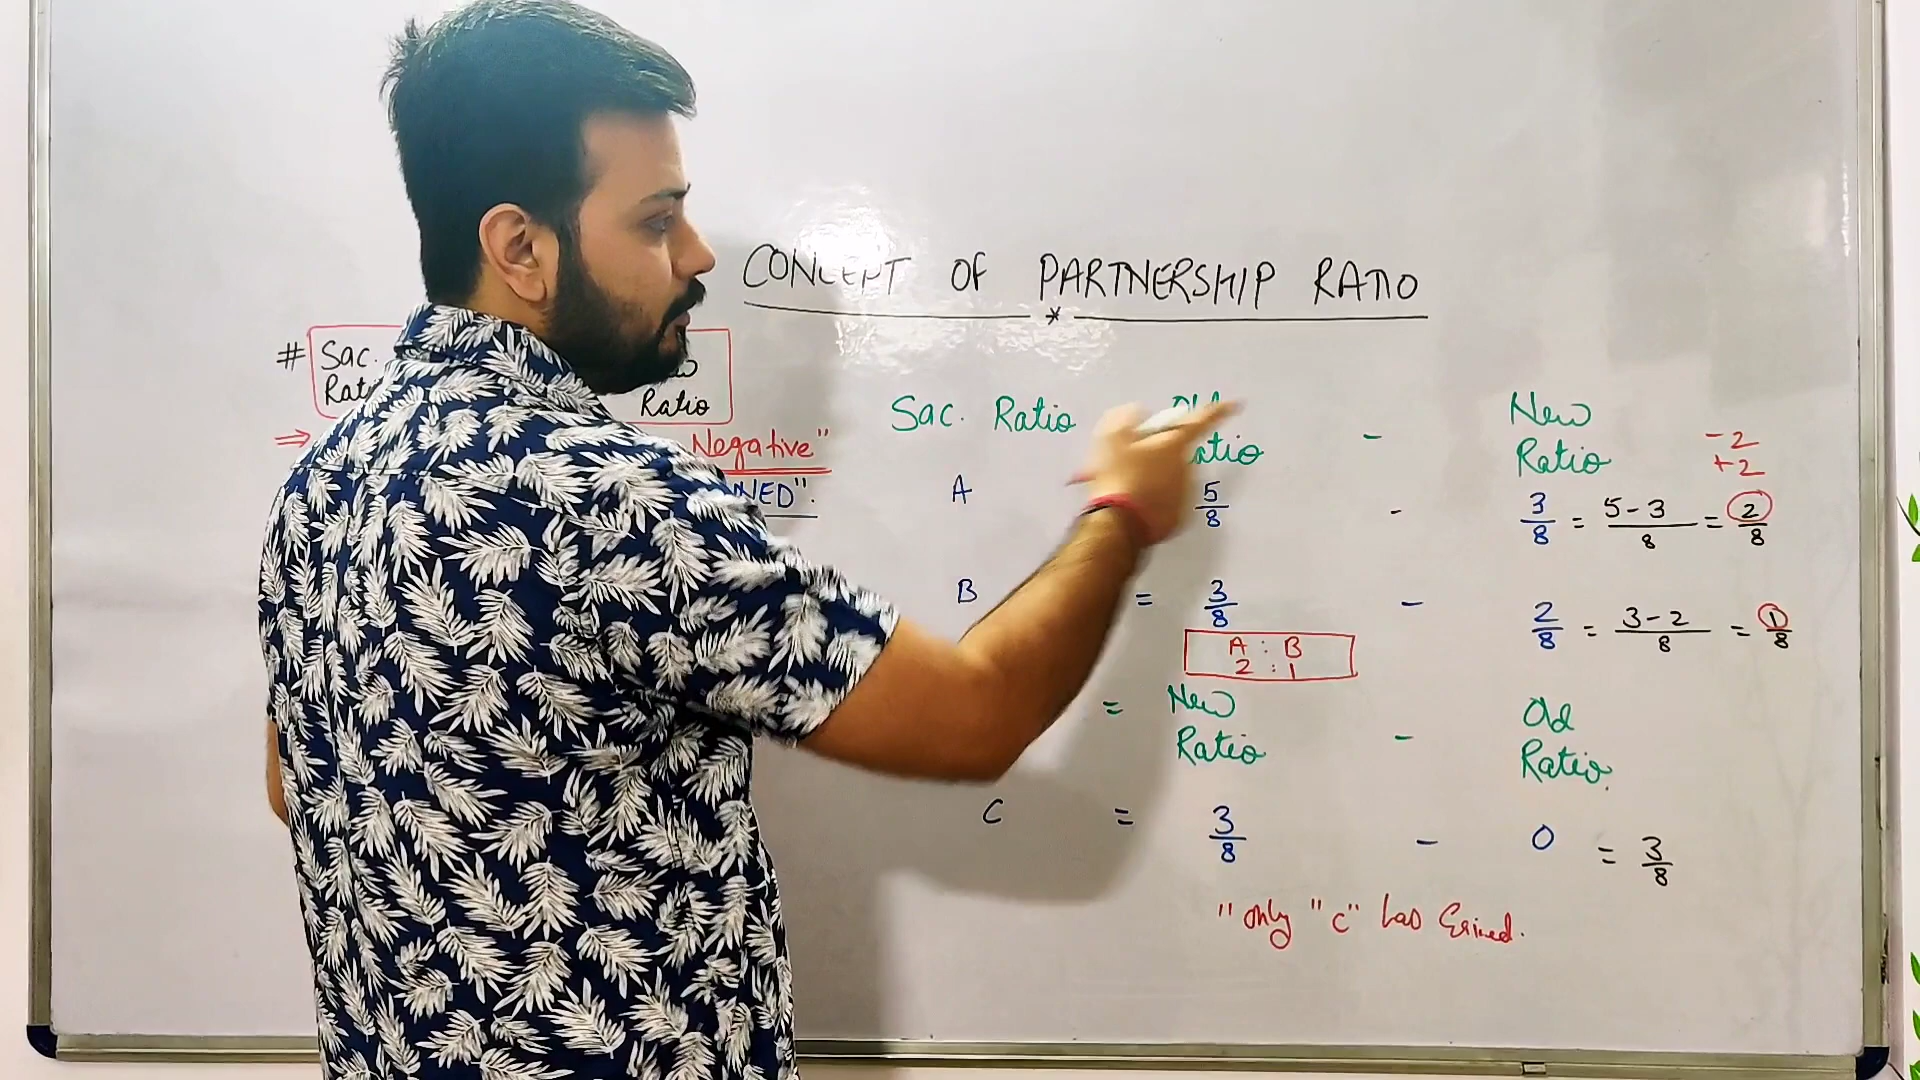 CONCEPT OF PARTNERSHIP RATIO
*
# Sac.
Ratio
⇒ Negative"
NED".
Sac. Ratio Old Ratio - New Ratio
-2
+2
A 5/8 - 3/8 = 5-3/8 = 2/8
B = 3/8 - 2/8 = 3-2/8 = 1/8
A : B
2 : 1
= New Ratio - Old Ratio
C = 3/8 - 0 = 3/8
"Only "C" has Gained.